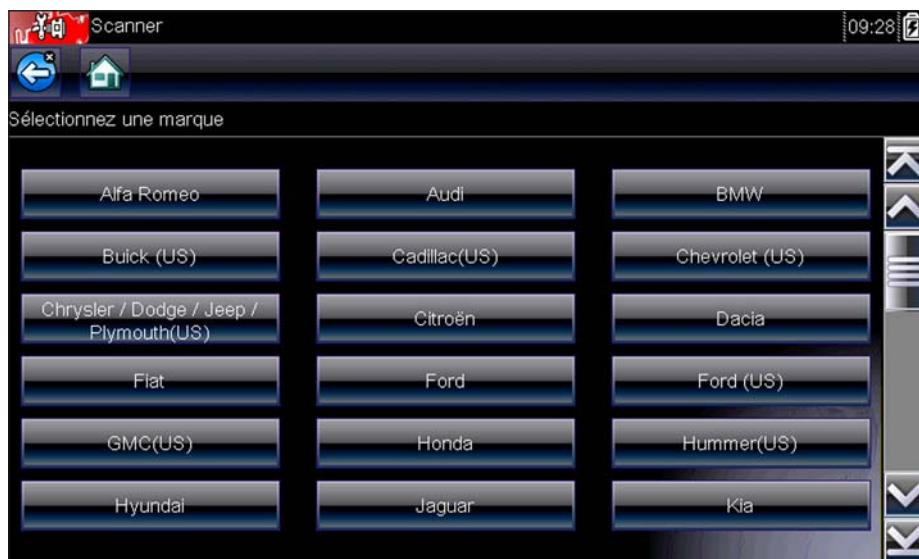 Scanner
09:28
Sélectionnez une marque
Alfa Romeo
Audi
BMW
Buick (US)
Cadillac(US)
Chevrolet (US)
Chrysler / Dodge / Jeep /
Plymouth(US)
Citroën
Dacia
Fiat
Ford
Ford (US)
GMC(US)
Honda
Hummer(US)
Hyundai
Jaguar
Kia